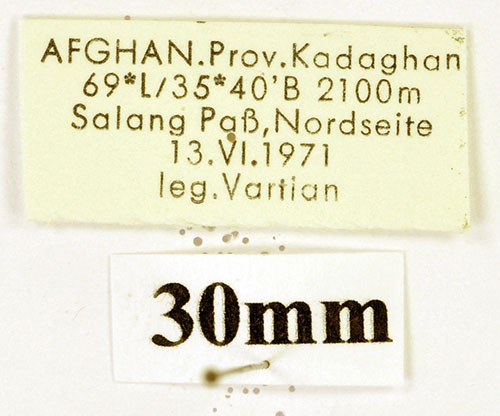 AFGHAN.Prov.Kadaghan
69*L/35*40'B 2100m
Salang Paß,Nordseite
13.VI.1971
leg.Vartian
30mm